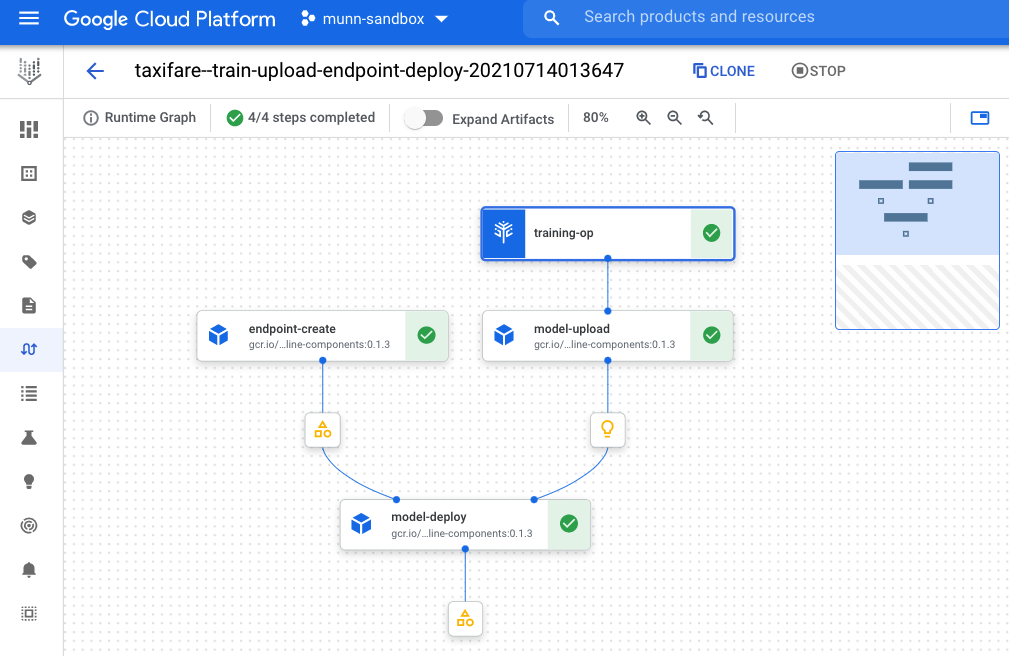 Google Cloud Platform
munn-sandbox
Search products and resources
taxifare--train-upload-endpoint-deploy-20210714013647
CLONE
STOP
Runtime Graph
4/4 steps completed
Expand Artifacts
80%
training-op
endpoint-create
gcr.io/...line-components:0.1.3
model-upload
gcr.io/...line-components:0.1.3
model-deploy
gcr.io/...line-components:0.1.3